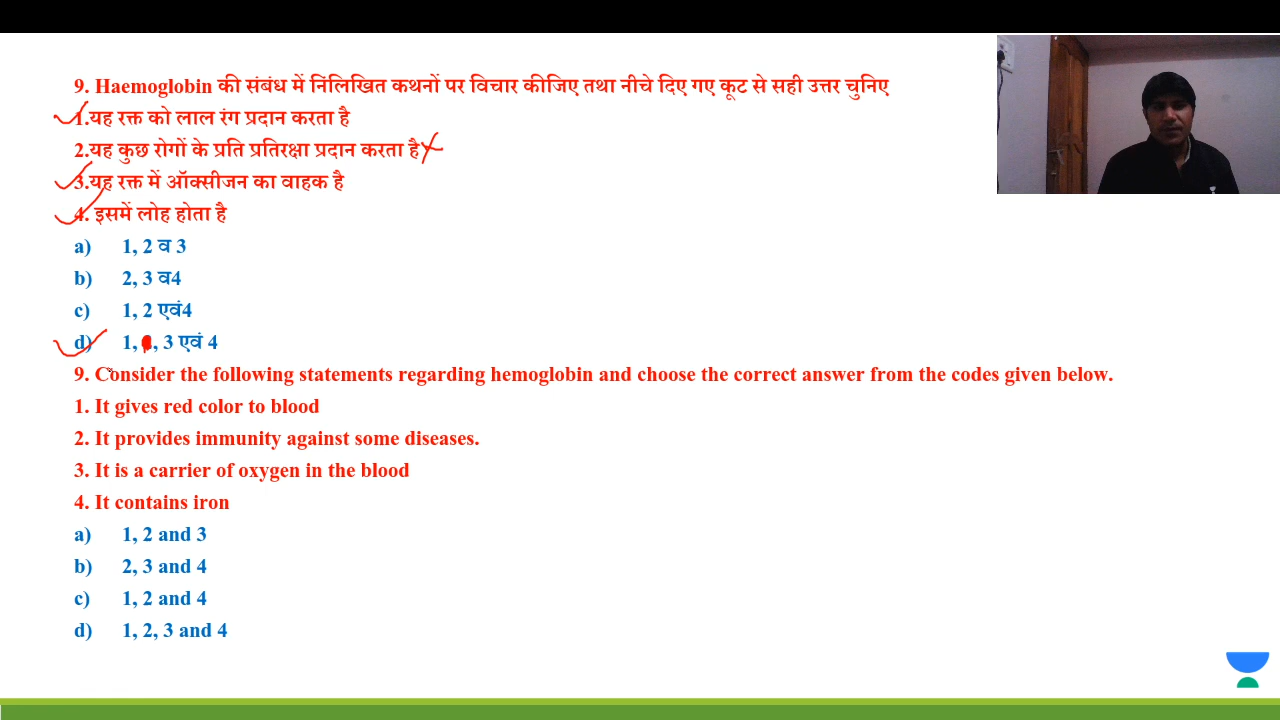 9. Haemoglobin की संबंध में निंलिखित कथनों पर विचार कीजिए तथा नीचे दिए गए कूट से सही उत्तर चुनिए
1.यह रक्त को लाल रंग प्रदान करता है
2.यह कुछ रोगों के प्रति प्रतिरक्षा प्रदान करता है
3.यह रक्त में ऑक्सीजन का वाहक है
4. इसमें लोह होता है
a) 1, 2 व 3
b) 2, 3 व4
c) 1, 2 एवं4
d) 1, , 3 एवं 4
9. Consider the following statements regarding hemoglobin and choose the correct answer from the codes given below.
1. It gives red color to blood
2. It provides immunity against some diseases.
3. It is a carrier of oxygen in the blood
4. It contains iron
a) 1, 2 and 3
b) 2, 3 and 4
c) 1, 2 and 4
d) 1, 2, 3 and 4